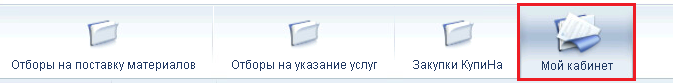 Отборы на поставку материалов
Отборы на указание услуг
Закупки КупиНа
Мой кабинет